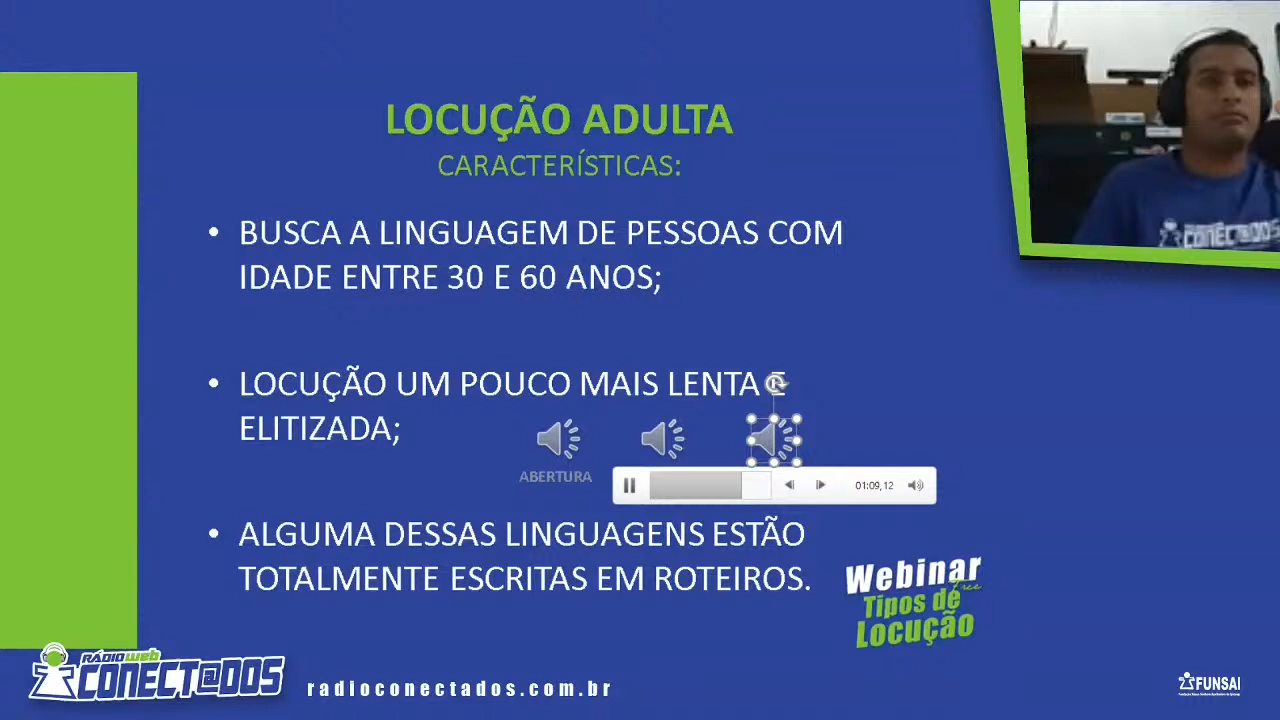 LOCUÇÃO ADULTA
CARACTERÍSTICAS:
• BUSCA A LINGUAGEM DE PESSOAS COM
IDADE ENTRE 30 E 60 ANOS;
• LOCUÇÃO UM POUCO MAIS LENTA E
ELITIZADA;
ABERTURA
01:09,12
• ALGUMA DESSAS LINGUAGENS ESTÃO
TOTALMENTE ESCRITAS EM ROTEIROS.
Webinar
Free
Tipos de
Locução
RÁDIO web
CONECT@DOS
radioconectados.com.br
CONECT@DOS
FUNSAI